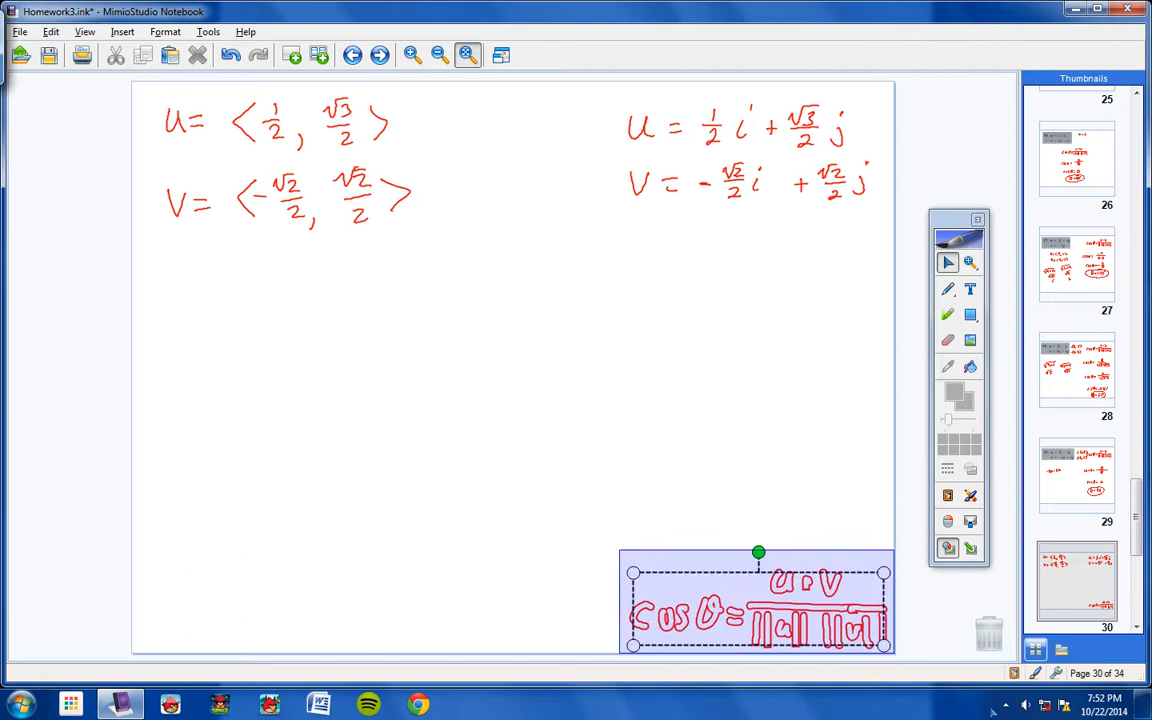 Homework3.ink* - MimioStudio Notebook
File Edit View Insert Format Tools Help
Thumbnails
u = < 1/2, √3/2 >
v = < -√2/2, √2/2 >
u = 1/2 i + √3/2 j
v = - √2/2 i + √2/2 j
cos θ = u • v / ||u|| ||v||
25
26
27
28
29
30
Page 30 of 34
7:52 PM
10/22/2014